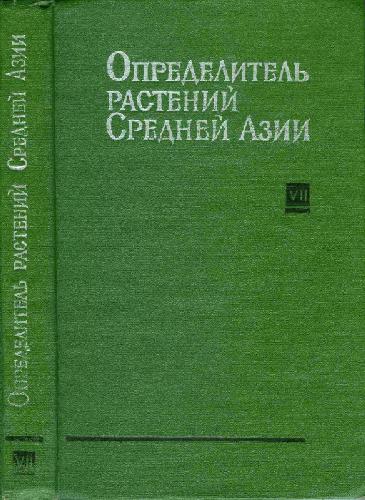 Определитель
растений
Средней Азии
VII
Определитель растений Средней Азии
VII